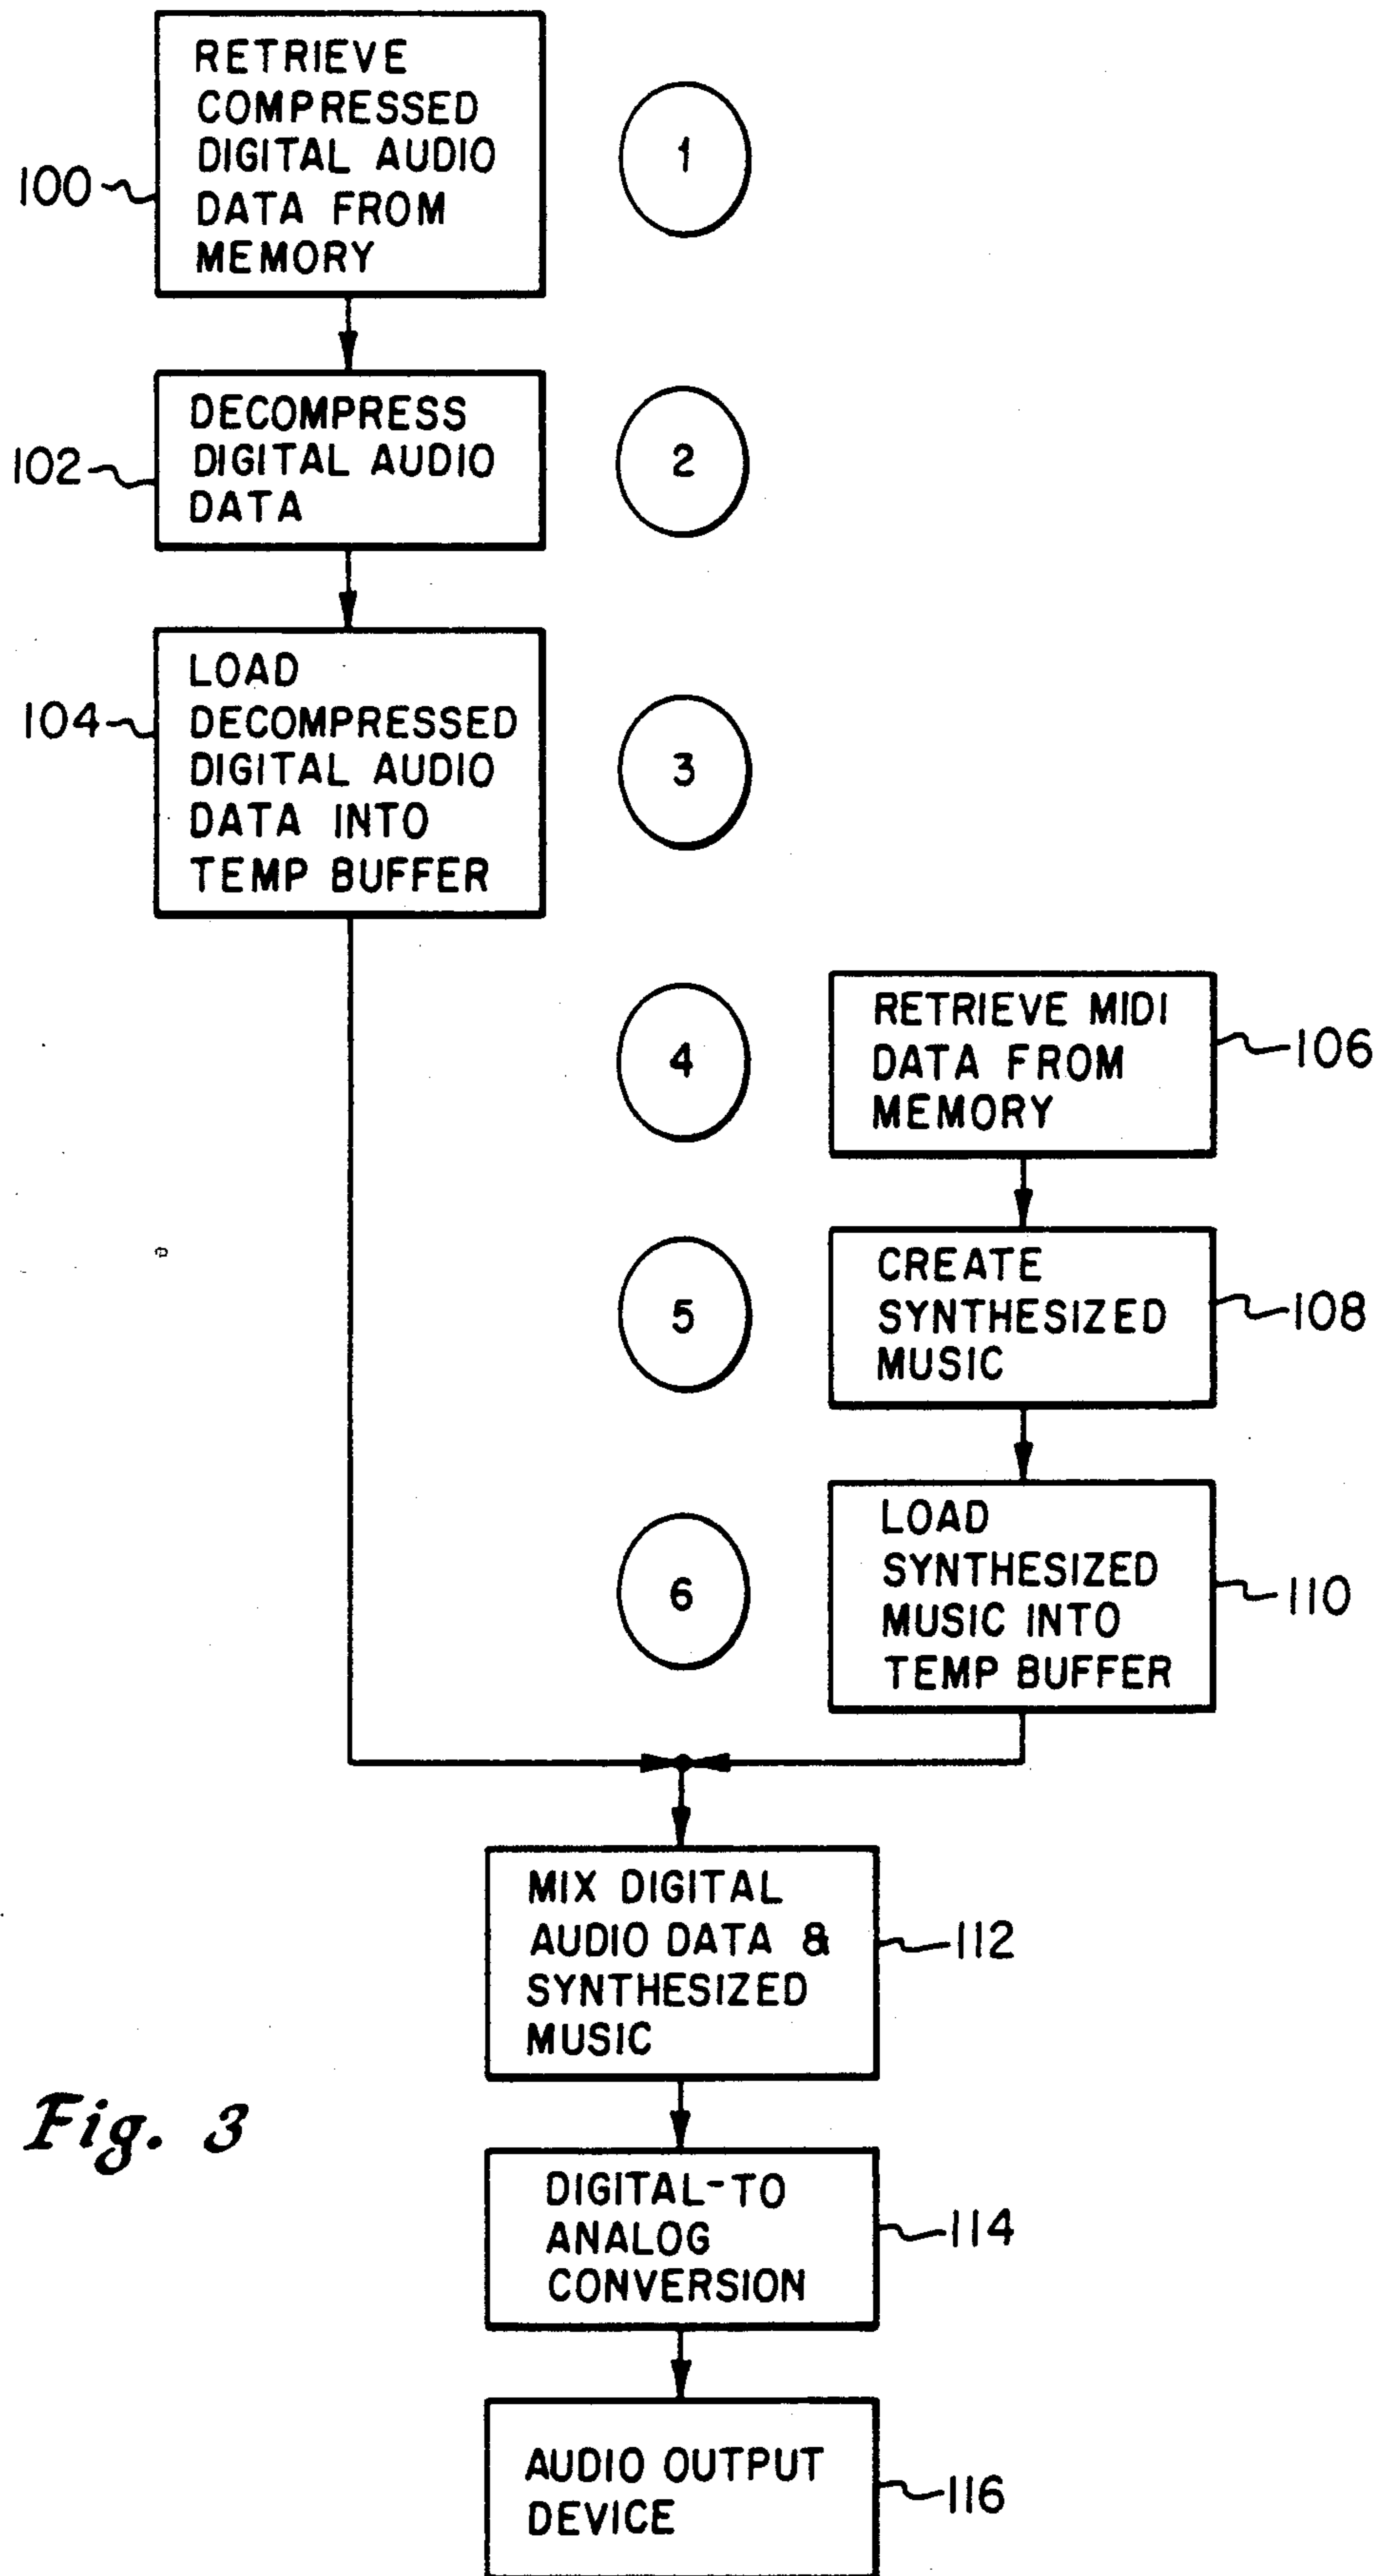 RETRIEVE
COMPRESSED
DIGITAL AUDIO
DATA FROM
MEMORY
100
1
DECOMPRESS
DIGITAL AUDIO
DATA
102
2
LOAD
DECOMPRESSED
DIGITAL AUDIO
DATA INTO
TEMP BUFFER
104
3
4
RETRIEVE MIDI
DATA FROM
MEMORY
106
5
CREATE
SYNTHESIZED
MUSIC
108
6
LOAD
SYNTHESIZED
MUSIC INTO
TEMP BUFFER
110
MIX DIGITAL
AUDIO DATA &
SYNTHESIZED
MUSIC
112
Fig. 3
DIGITAL-TO
ANALOG
CONVERSION
114
AUDIO OUTPUT
DEVICE
116